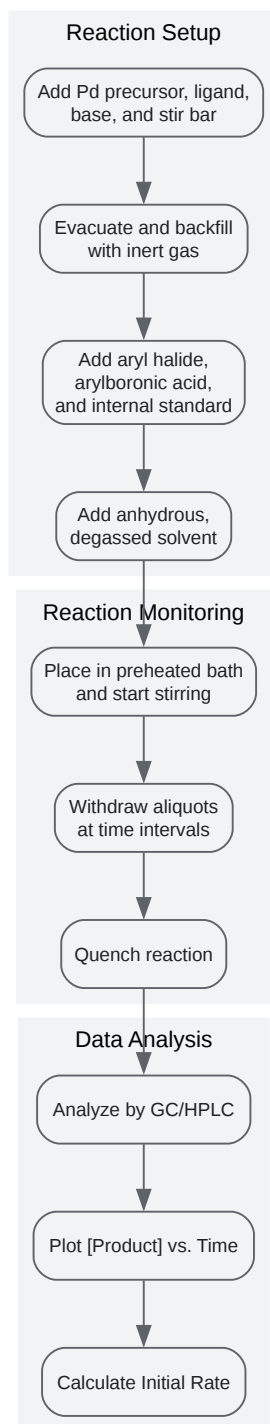 Reaction Setup
Add Pd precursor, ligand,
base, and stir bar
Evacuate and backfill
with inert gas
Add aryl halide,
arylboronic acid,
and internal standard
Add anhydrous,
degassed solvent
Reaction Monitoring
Place in preheated bath
and start stirring
Withdraw aliquots
at time intervals
Quench reaction
Data Analysis
Analyze by GC/HPLC
Plot [Product] vs. Time
Calculate Initial Rate